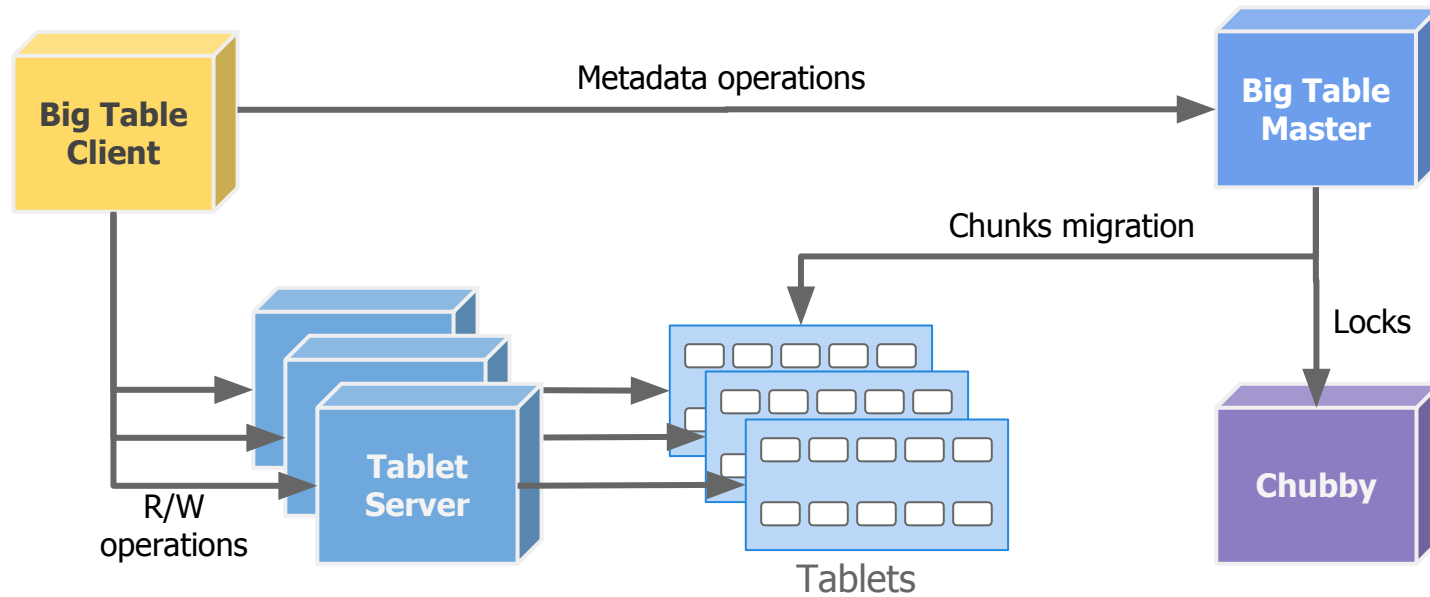 Big Table
Client
Metadata operations
Big Table
Master
Chunks migration
Locks
Tablet
Server
Chubby
R/W
operations
Tablets